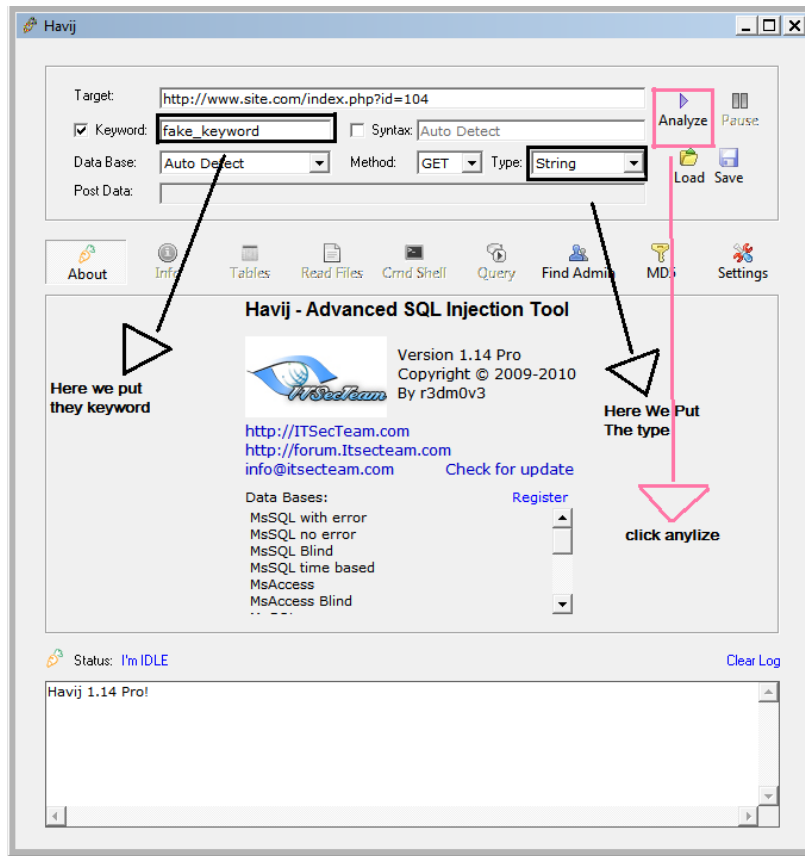 Havij
Target: http://www.site.com/index.php?id=104
Analyze Pause
Keyword: fake_keyword Syntax: Auto Detect
Data Base: Auto Detect Method: GET Type: String
Load Save
Post Data:
About Info Tables Read Files Cmd Shell Query Find Admin MD5 Settings
Havij - Advanced SQL Injection Tool
ITSecTeam
Version 1.14 Pro
Copyright © 2009-2010
By r3dm0v3
Here we put
they keyword
Here We Put
The type
http://ITSecTeam.com
http://forum.Itsecteam.com
info@itsecteam.com Check for update
Data Bases: Register
MsSQL with error
MsSQL no error
MsSQL Blind
MsSQL time based
MsAccess
MsAccess Blind
click anylize
Status: I'm IDLE Clear Log
Havij 1.14 Pro!